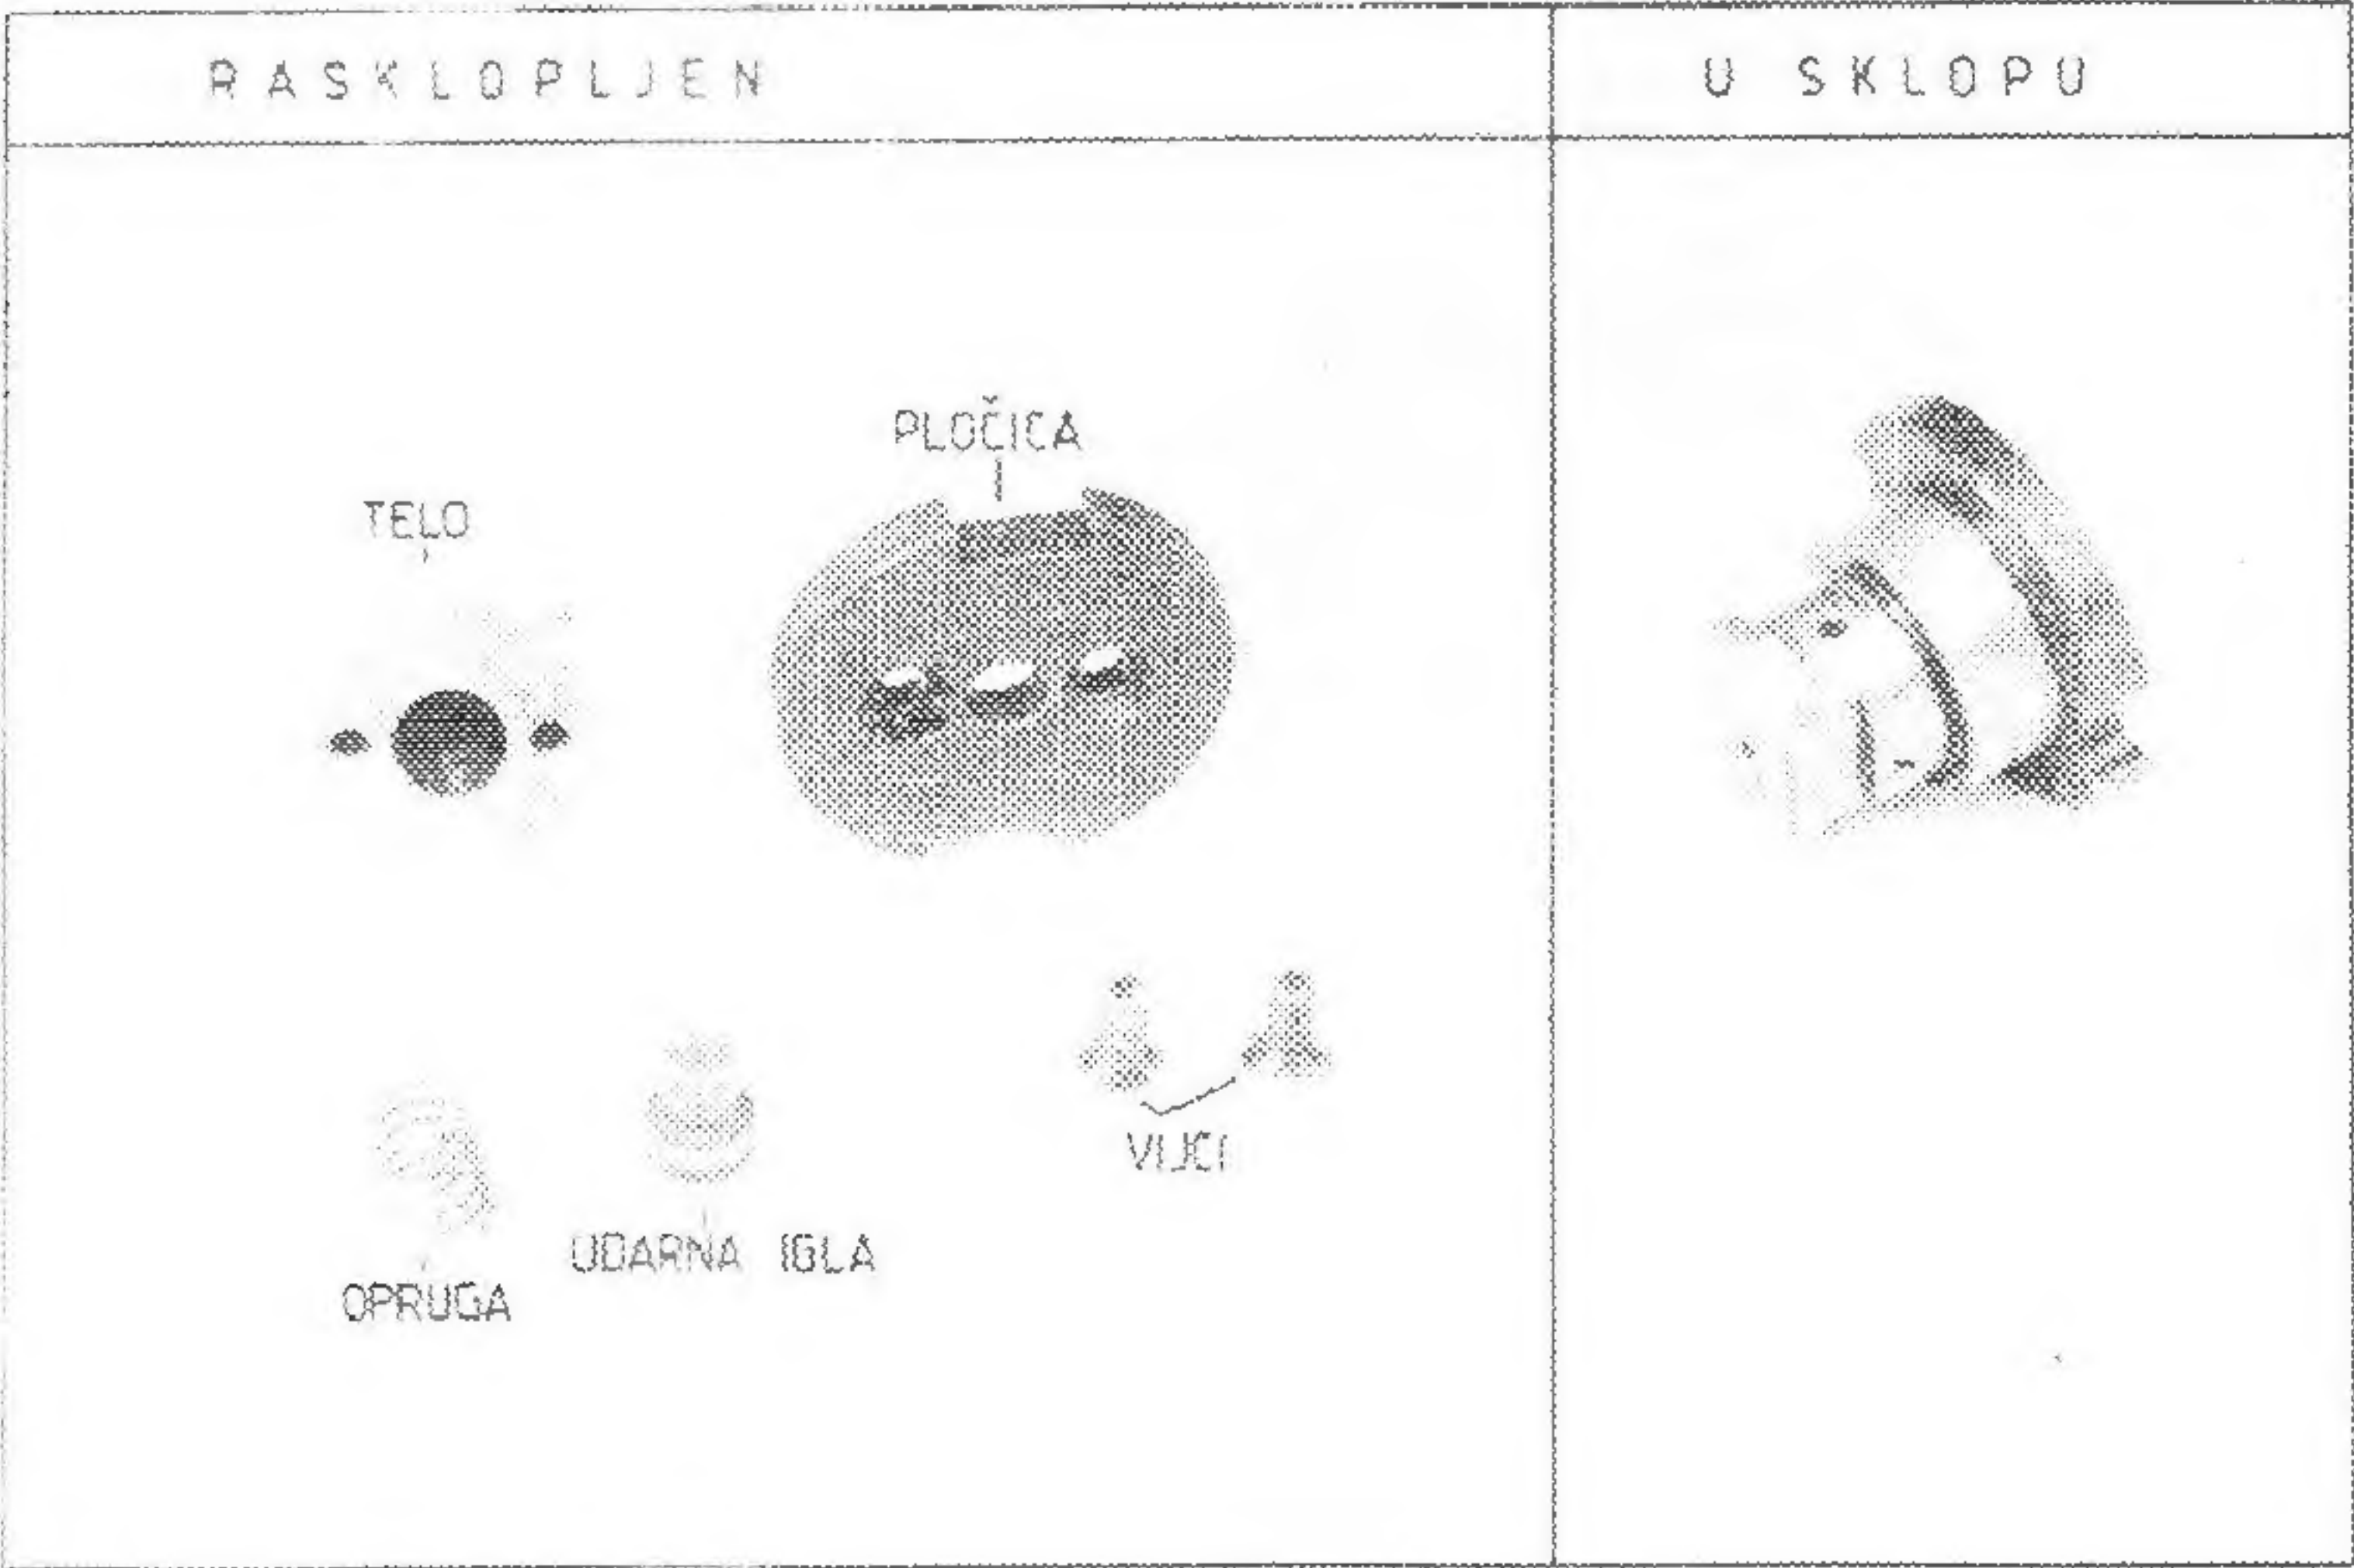 RASKLOPLJEN
U SKLOPU
PLOČICA
TELO
VIJCI
UDARNA IGLA
OPRUGA